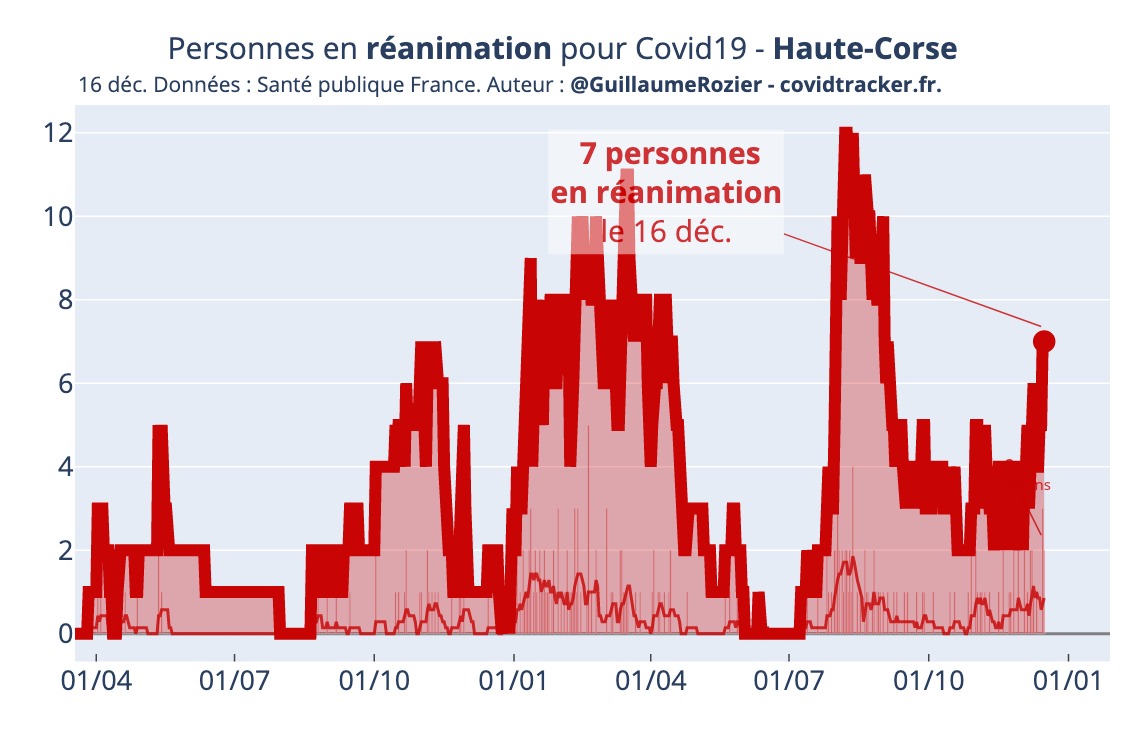 Personnes en réanimation pour Covid19 - Haute-Corse
16 déc. Données : Santé publique France. Auteur : @GuillaumeRozier - covidtracker.fr.
7 personnes
en réanimation
le 16 déc.
12
10
8
6
4
2
0
01/04 01/07 01/10 01/01 01/04 01/07 01/10 01/01